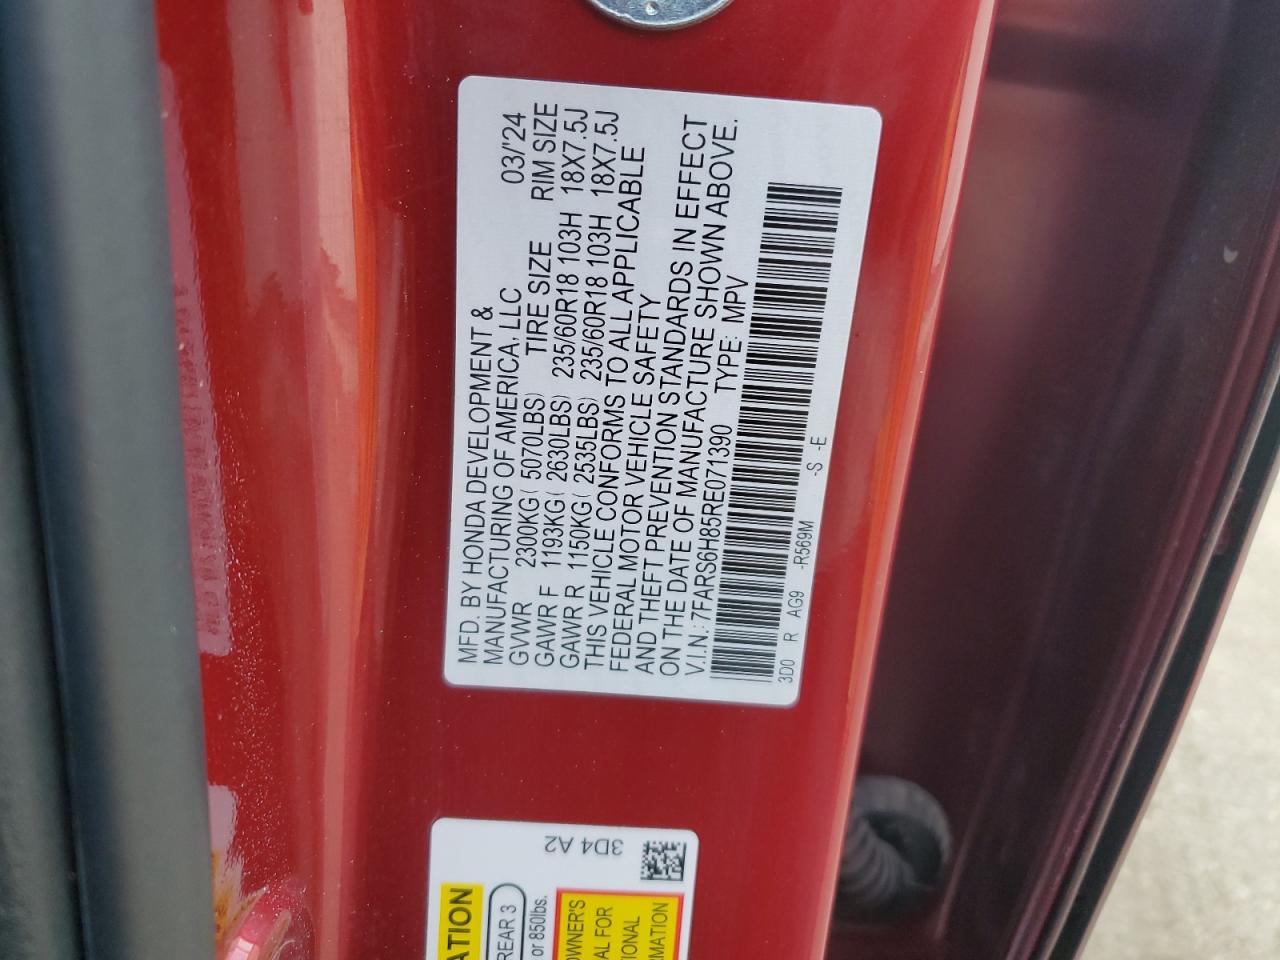 MFD. BY HONDA DEVELOPMENT &
MANUFACTURING OF AMERICA, LLC 03/'24
GVWR 2300KG ( 5070LBS) TIRE SIZE RIM SIZE
GAWR F 1193KG ( 2630LBS) 235/60R18 103H 18X7.5J
GAWR R 1150KG ( 2535LBS) 235/60R18 103H 18X7.5J
THIS VEHICLE CONFORMS TO ALL APPLICABLE
FEDERAL MOTOR VEHICLE SAFETY
AND THEFT PREVENTION STANDARDS IN EFFECT
ON THE DATE OF MANUFACTURE SHOWN ABOVE.
V.I.N.: 7FARS6H85RE071390 TYPE: MPV
3D0 R AG9 -R569M -S -E
3D4 A2
ATION
REAR 3
or 850lbs.
OWNER'S
AL FOR
IONAL
RMATION